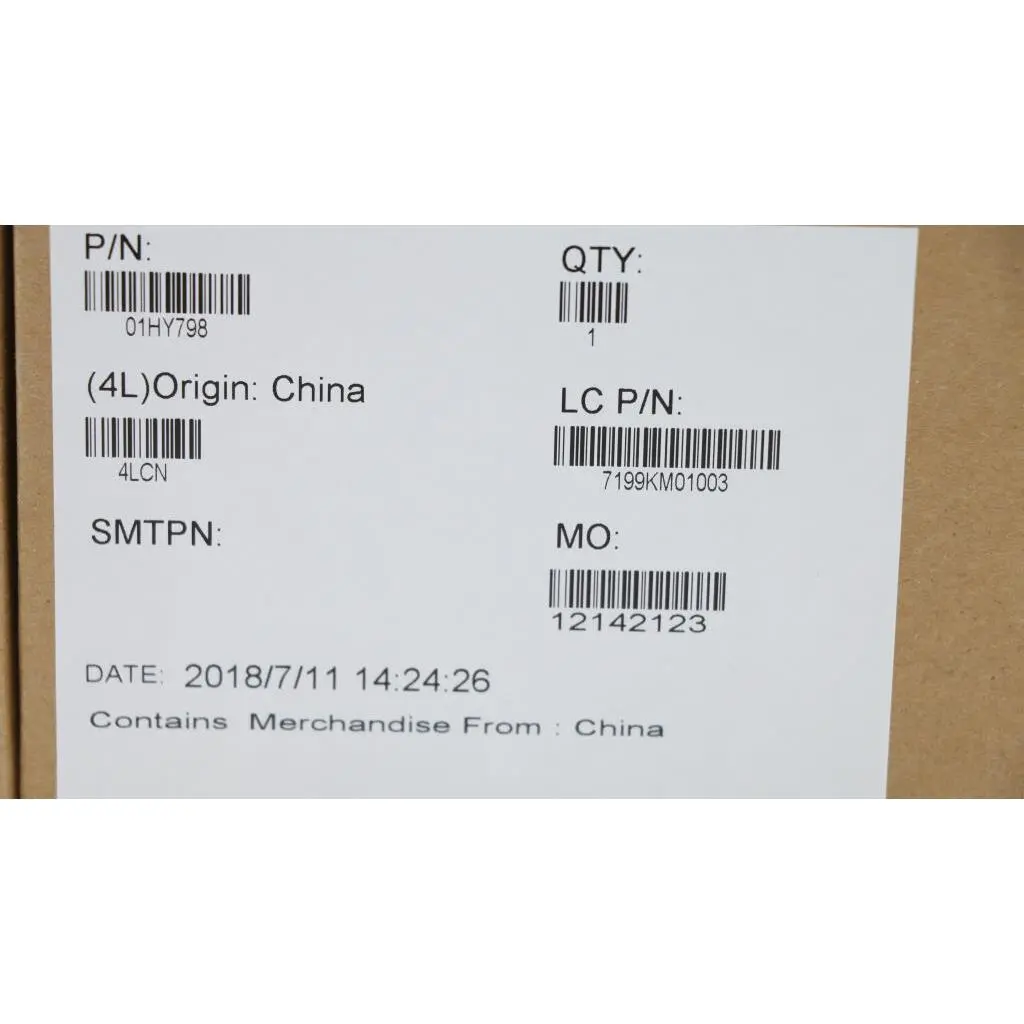 P/N:
01HY798
QTY:
1
(4L)Origin: China
4LCN
LC P/N:
7199KM01003
SMTPN:
MO:
12142123
DATE: 2018/7/11 14:24:26
Contains Merchandise From : China